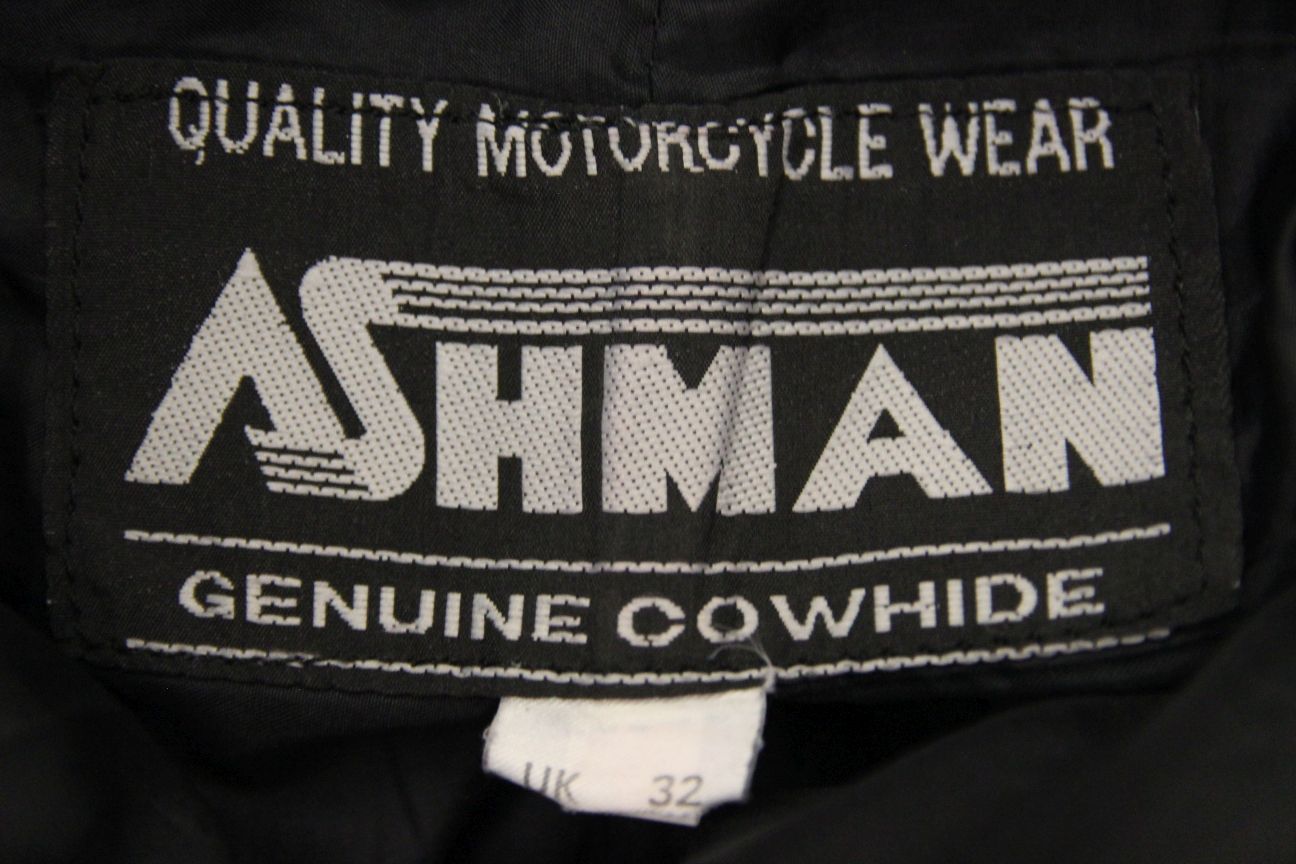 QUALITY MOTORCYCLE WEAR
ASHMAN
GENUINE COWHIDE
UK 32